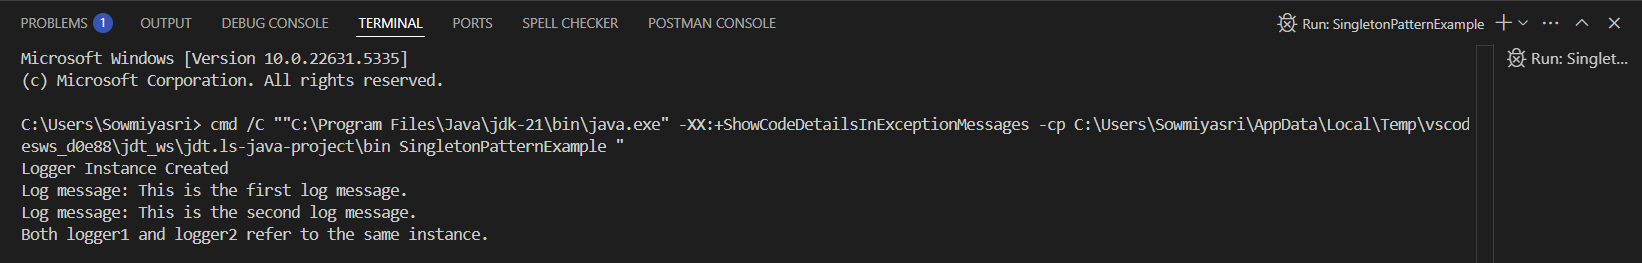 PROBLEMS 1 OUTPUT DEBUG CONSOLE TERMINAL PORTS SPELL CHECKER POSTMAN CONSOLE Run: SingletonPatternExample
Microsoft Windows [Version 10.0.22631.5335]
(c) Microsoft Corporation. All rights reserved.
C:\Users\Sowmiyasri> cmd /C ""C:\Program Files\Java\jdk-21\bin\java.exe" -XX:+ShowCodeDetailsInExceptionMessages -cp C:\Users\Sowmiyasri\AppData\Local\Temp\vscod
esws_d0e88\jdt_ws\jdt.ls-java-project\bin SingletonPatternExample "
Logger Instance Created
Log message: This is the first log message.
Log message: This is the second log message.
Both logger1 and logger2 refer to the same instance.
Run: Singlet...